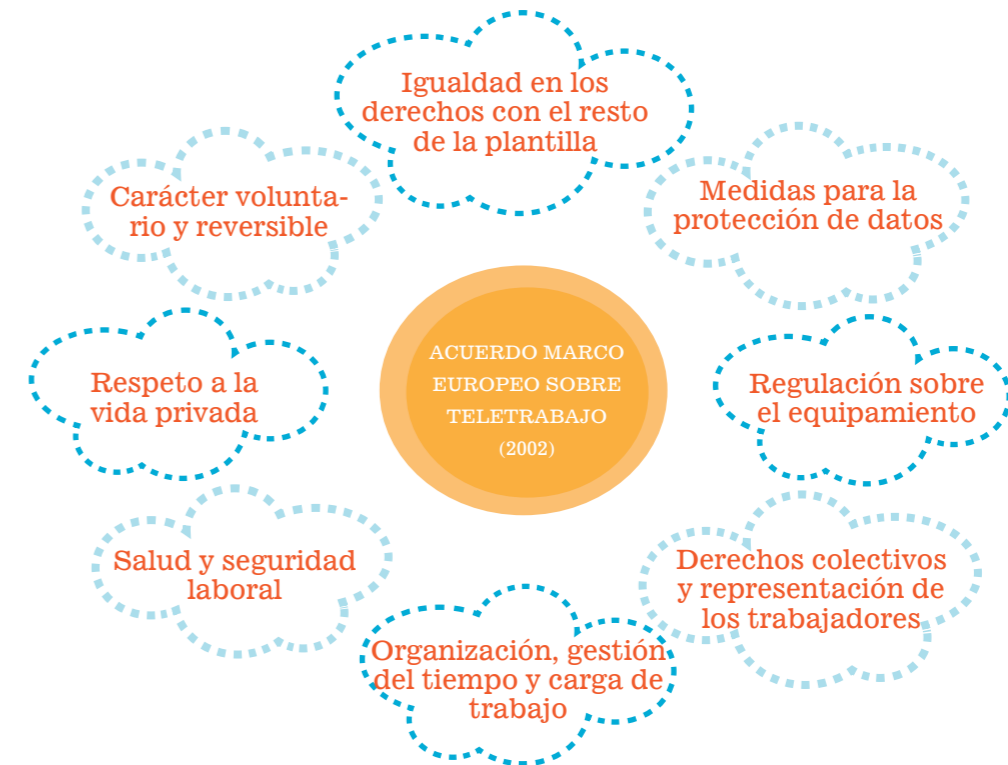 Igualdad en los
derechos con el resto
de la plantilla
Carácter volunta-
rio y reversible
Medidas para la
protección de datos
Respeto a la
vida privada
ACUERDO MARCO
EUROPEO SOBRE
TELETRABAJO
(2002)
Regulación sobre
el equipamiento
Salud y seguridad
laboral
Derechos colectivos
y representación de
los trabajadores
Organización, gestión
del tiempo y carga de
trabajo